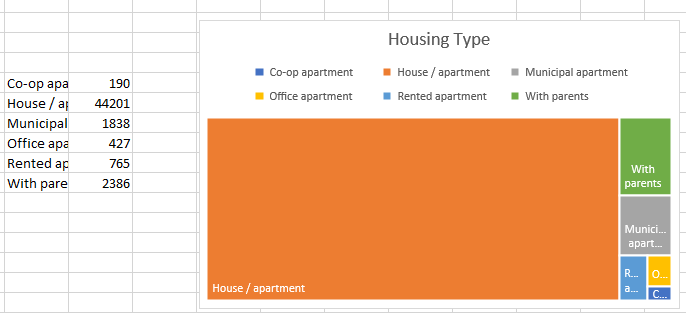 Housing Type
Co-op apartment House / apartment Municipal apartment
Office apartment Rented apartment With parents
Co-op apa 190
House / ap 44201
Municipal 1838
Office apa 427
Rented ap 765
With pare 2386
With
parents
Munici...
apart...
R... O...
a...
House / apartment C...